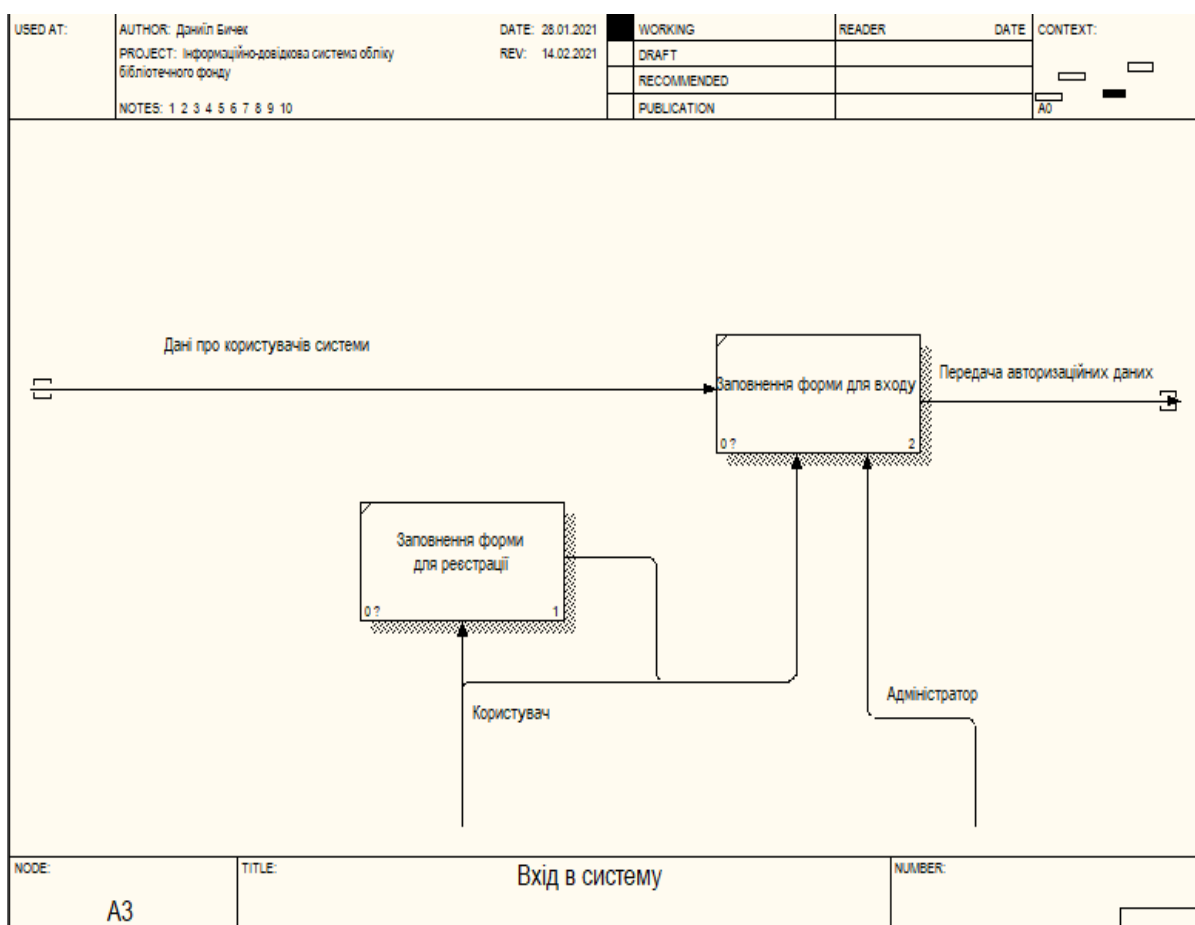 USED AT:
AUTHOR: Даниїл Бичек
DATE: 28.01.2021
WORKING
READER
DATE
CONTEXT:
PROJECT: Інформаційно-довідкова система обліку
REV: 14.02.2021
DRAFT
бібліотечного фонду
RECOMMENDED
NOTES: 1 2 3 4 5 6 7 8 9 10
PUBLICATION
A0
Дані про користувачів системи
Заповнення форми для входу
Передача авторизаційних даних
0 ?
2
Заповнення форми
для реєстрації
0 ?
1
Користувач
Адміністратор
NODE:
TITLE:
Вхід в систему
NUMBER:
A3